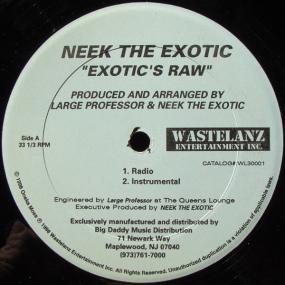 NEEK THE EXOTIC
"EXOTIC'S RAW"
PRODUCED AND ARRANGED BY
LARGE PROFESSOR & NEEK THE EXOTIC
Side A
33 1/3 RPM
WASTELANZ
ENTERTAINMENT INC.
CATALOG#:WL30001
1. Radio
2. Instrumental
Engineered by Large Professor at The Queens Lounge
Executive Produced by NEEK THE EXOTIC
Exclusively manufactured and distributed by
Big Daddy Music Distribution
71 Newark Way
Maplewood, NJ 07040
(973)761-7000
Wastelanz Entertainment Inc. All Rights Reserved. Unauthorized duplication is a violation of